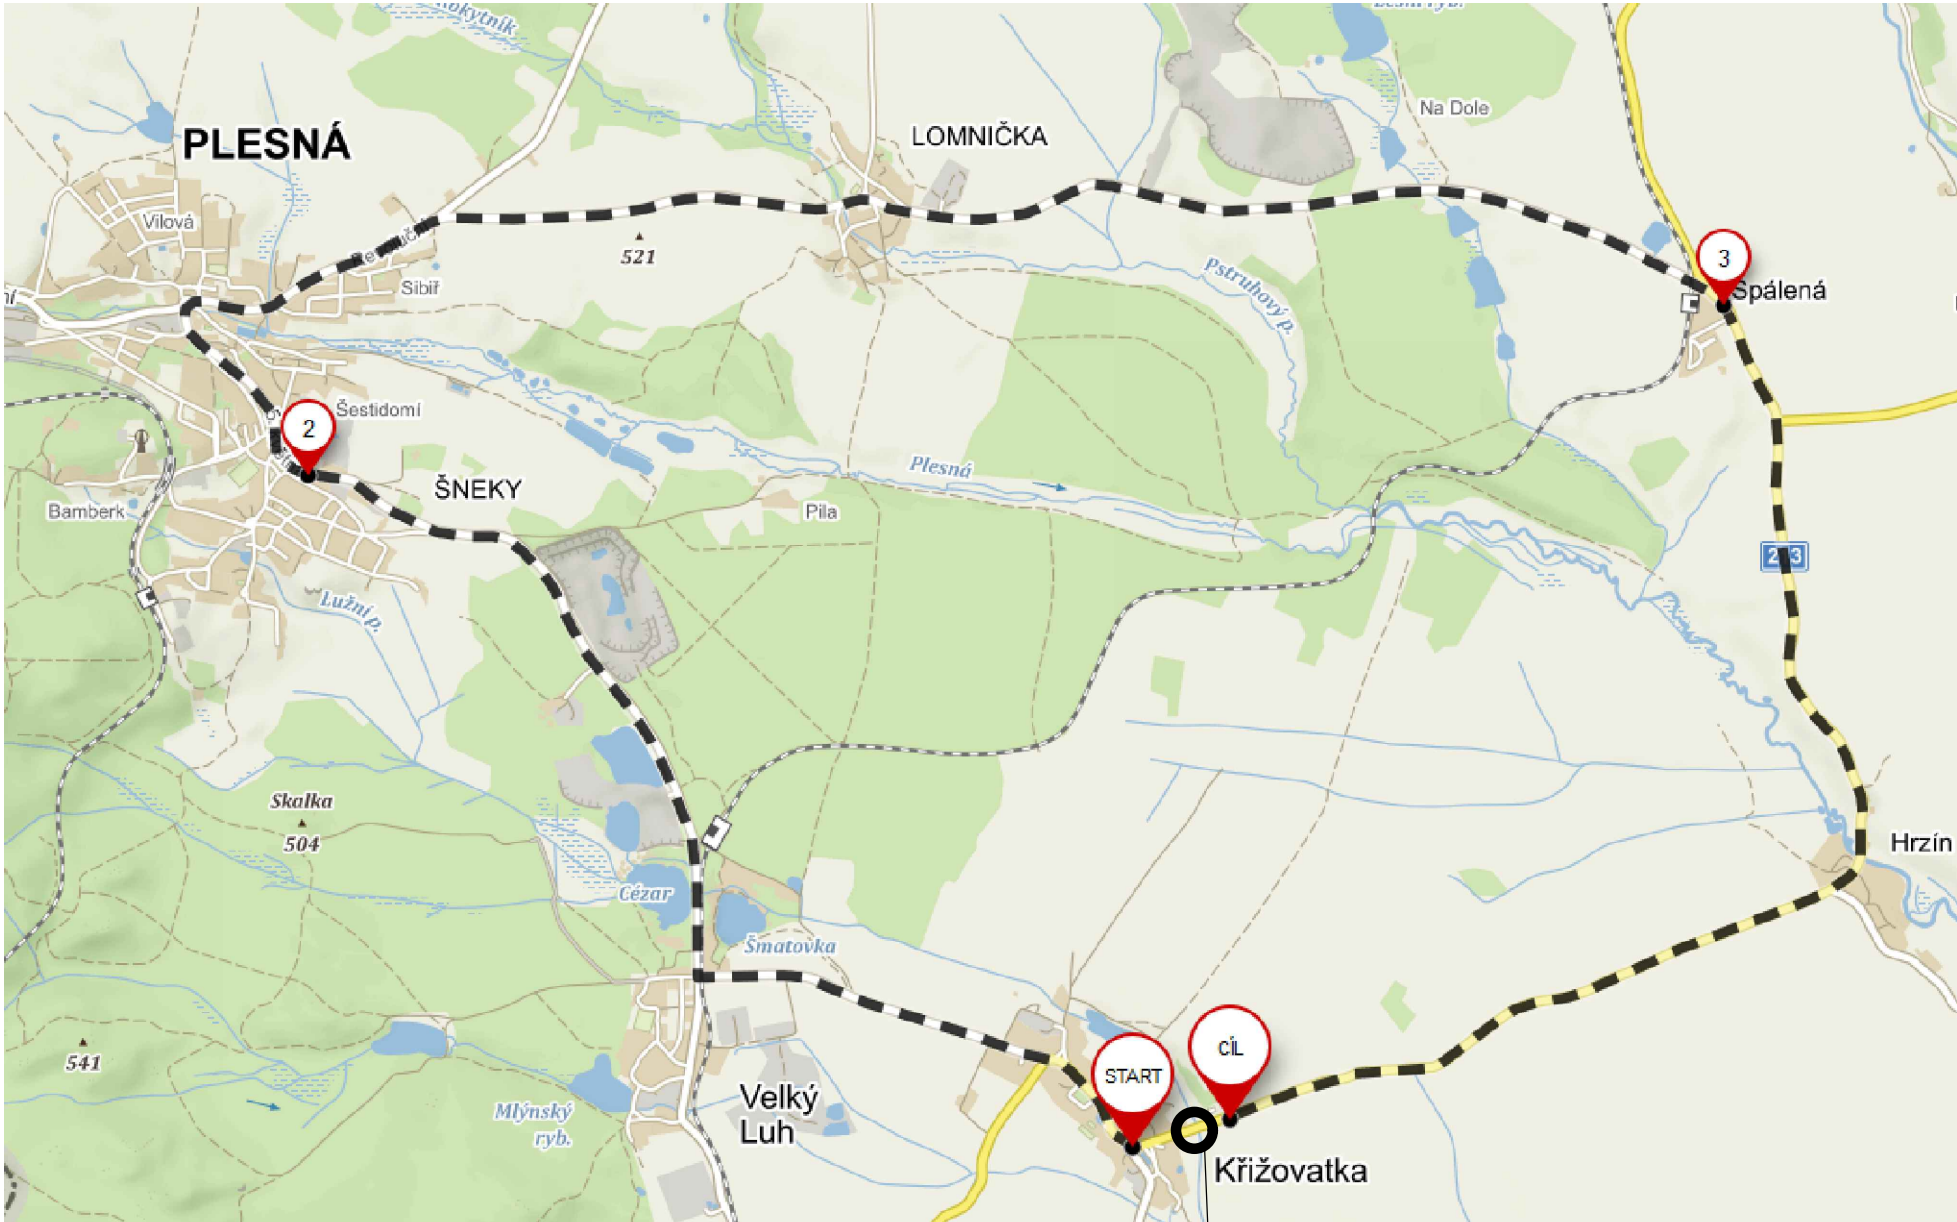 PLESNÁ
LOMNIČKA
Na Dole
Vilová
521
Sibiř
Pstruhový p.
3
Spálená
2
Šestidomí
ŠNEKY
Plesná
Pila
Bamberk
Lužní p.
Skalka
504
Hrzín
Cézar
Šmatovka
541
Mlýnský
ryb.
Velký
Luh
START
CÍL
Křižovatka